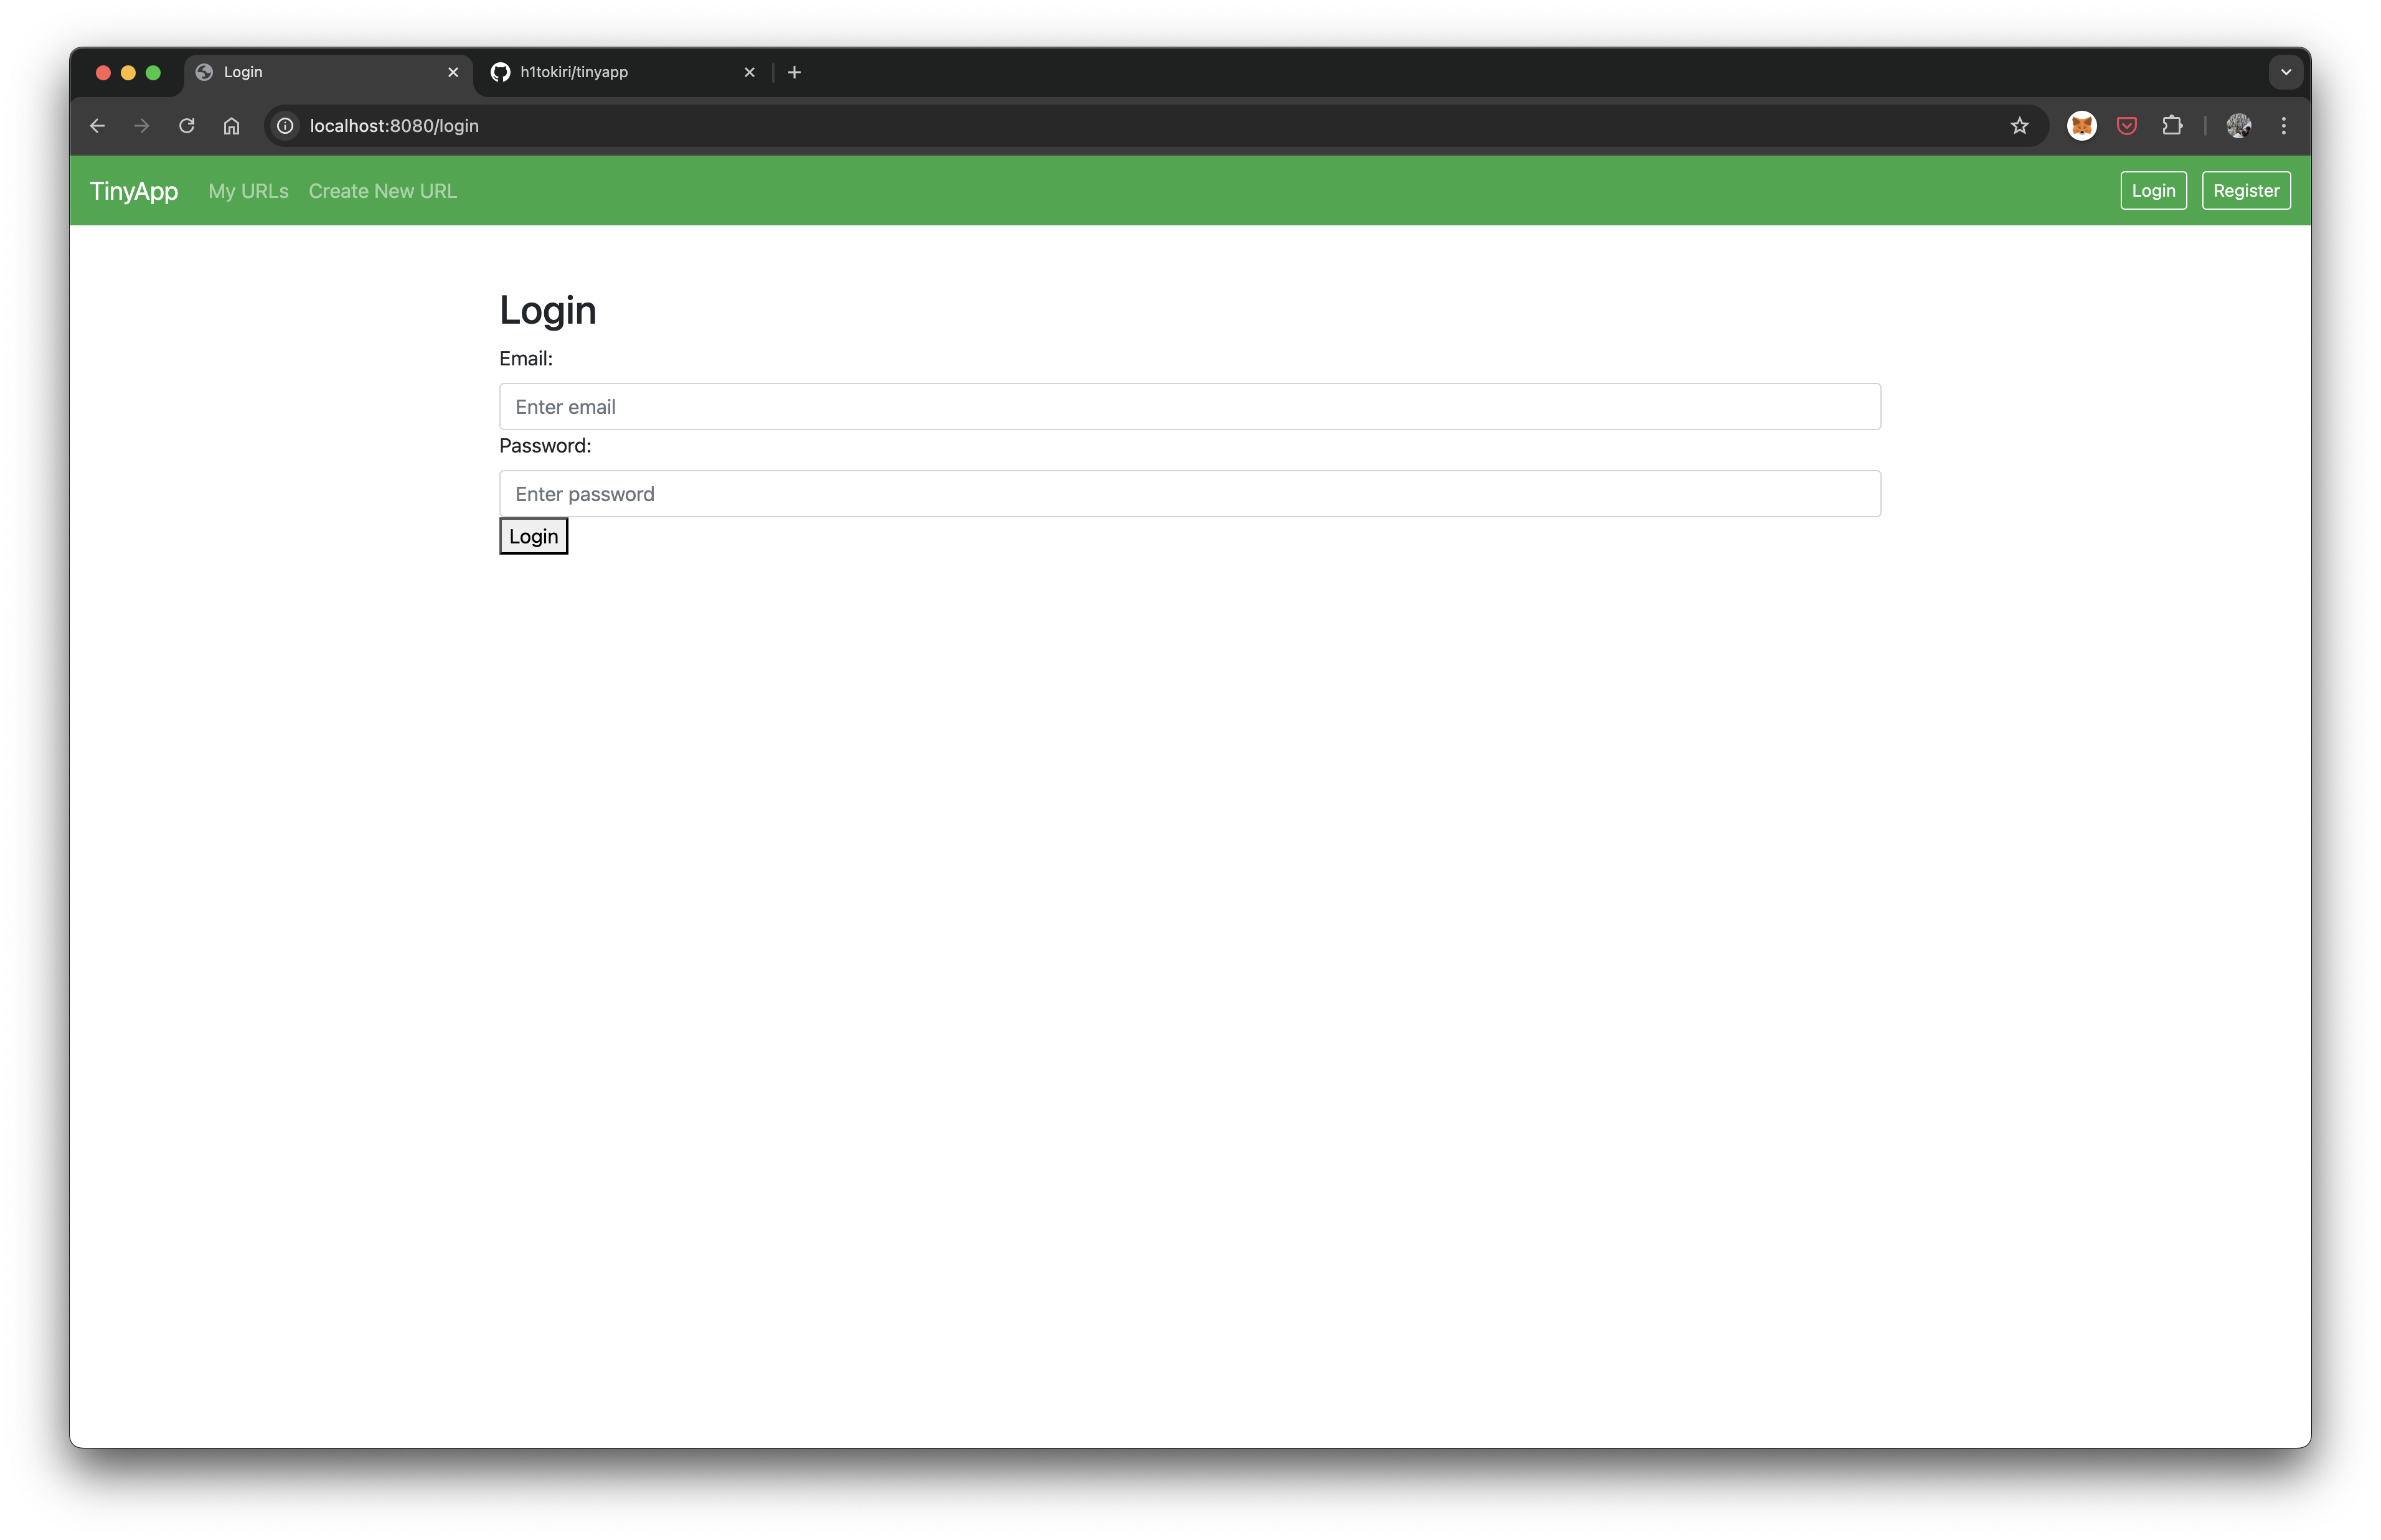 Login
h1tokiri/tinyapp
localhost:8080/login
TinyApp My URLs Create New URL Login Register
Login
Email:
Enter email
Password:
Enter password
Login